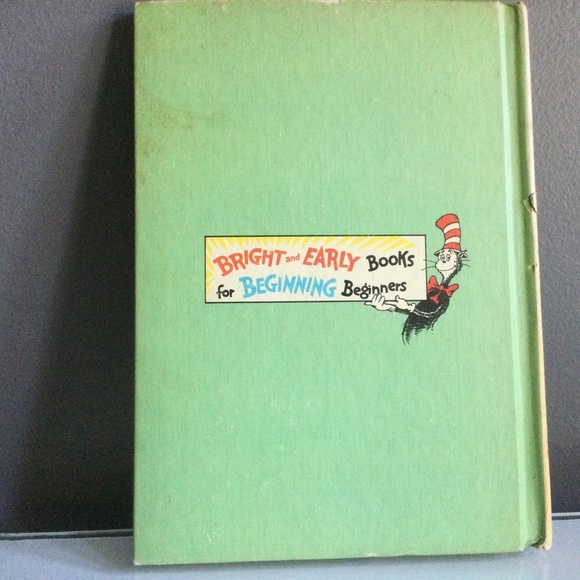 BRIGHT and EARLY BOOKS
for BEGINNING Beginners